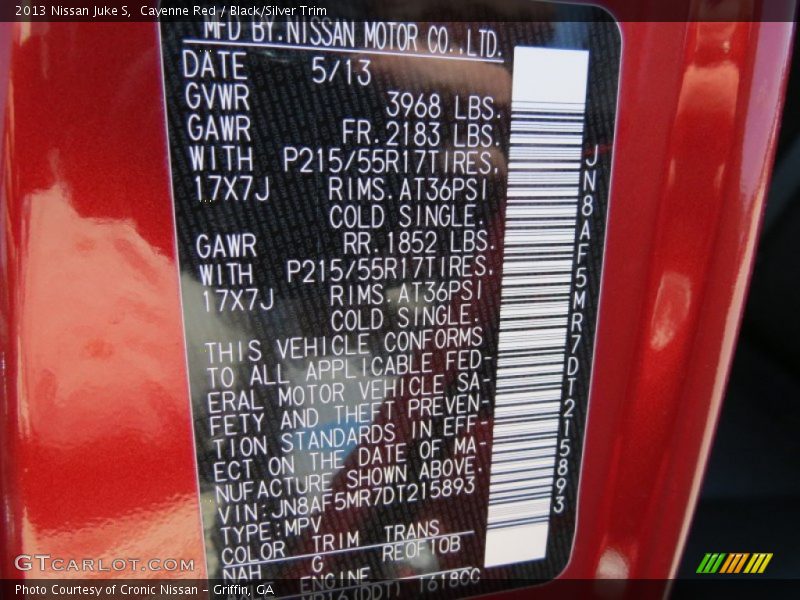 2013 Nissan Juke S, Cayenne Red / Black/Silver Trim
MFD BY.NISSAN MOTOR CO.,LTD.
DATE 5/13
GVWR 3968 LBS.
GAWR FR.2183 LBS
WITH P215/55R17TIRES,
17X7J RIMS.AT36PSI
COLD SINGLE.
GAWR RR.1852 LBS.
WITH P215/55R17TIRES.
17X7J RIMS.AT36PSI
COLD SINGLE.
THIS VEHICLE CONFORMS
TO ALL APPLICABLE FED-
ERAL MOTOR VEHICLE SA-
FETY AND THEFT PREVEN-
TION STANDARDS IN EFF-
ECT ON THE DATE OF MA-
NUFACTURE SHOWN ABOVE.
VIN:JN8AF5MR7DT215893
TYPE:MPV
COLOR TRIM TRANS
NAH G RE0F10B
ENGINE
1618CC
JN8AF5MR7DT215893
GTCARLOT.COM
Photo Courtesy of Cronic Nissan – Griffin, GA